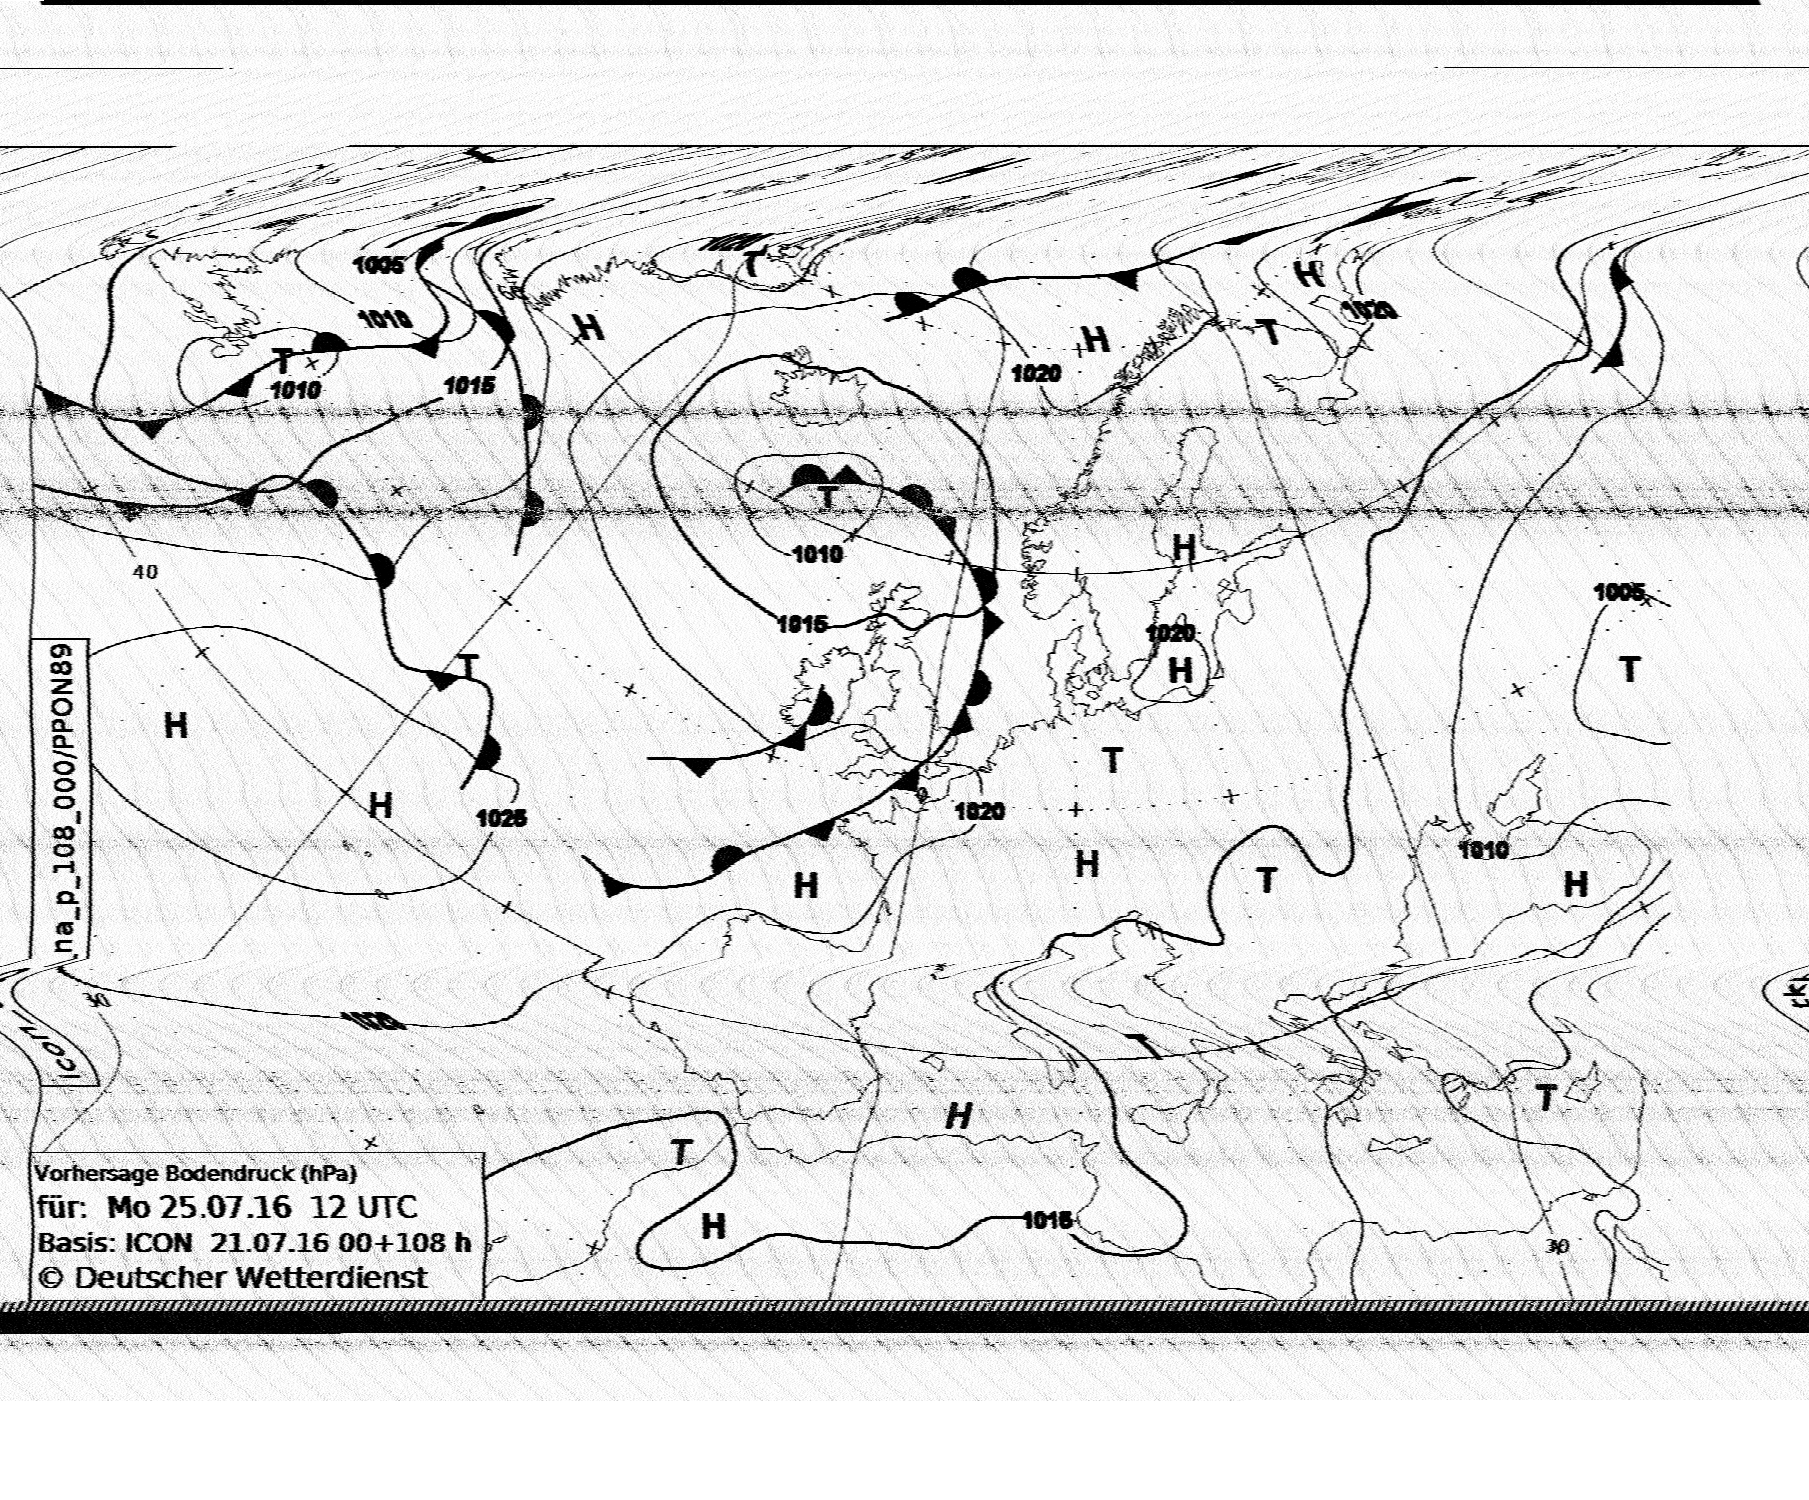 1020
T
1005
H
H
1020
1010
H
H
T
T
1020
1010
1015
T
1010
H
1005
40
1015
1020
T
H
T
H
T
H
1025
1020
0
1010
H
H
T
H
na_p_108_000/PPON89
30
1020
T
icon
T
H
T
H
1015
30
Vorhersage Bodendruck (hPa)
für: Mo 25.07.16 12 UTC
Basis: ICON 21.07.16 00+108 h
© Deutscher Wetterdienst